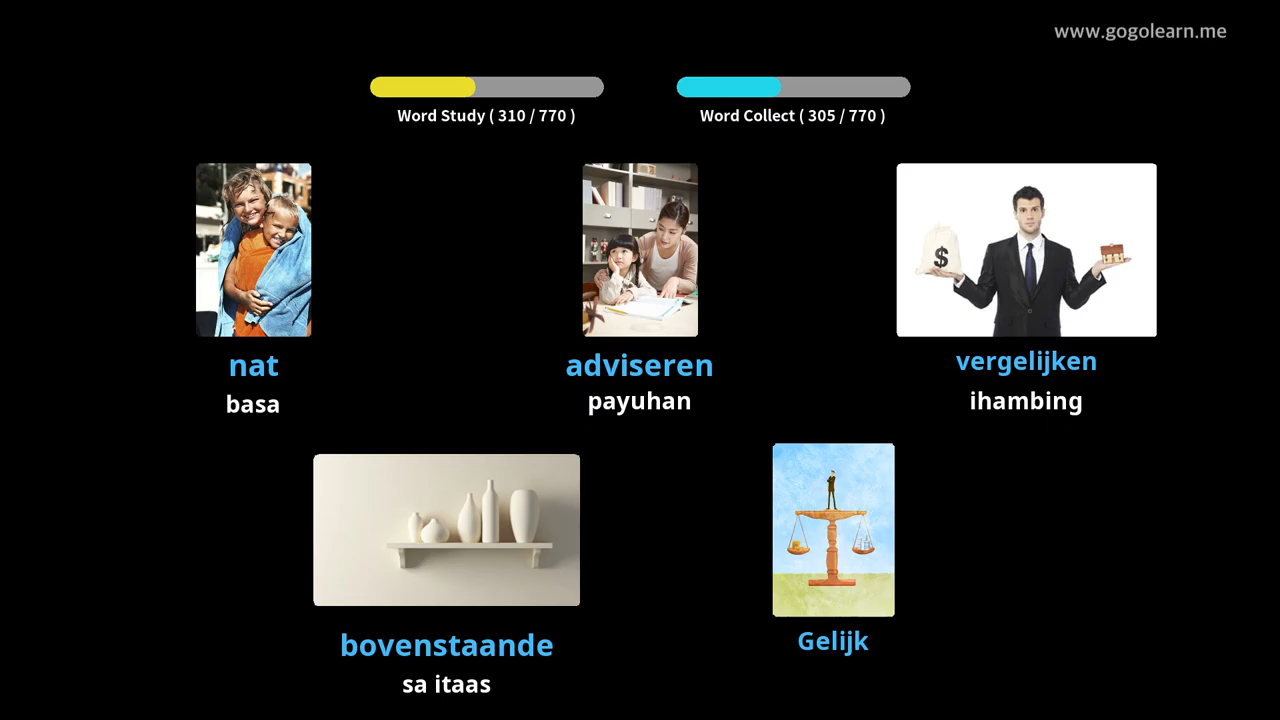 www.gogolearn.me
Word Study ( 310 / 770 )
Word Collect ( 305 / 770 )
nat
basa
adviseren
payuhan
vergelijken
ihambing
$
bovenstaande
sa itaas
Gelijk